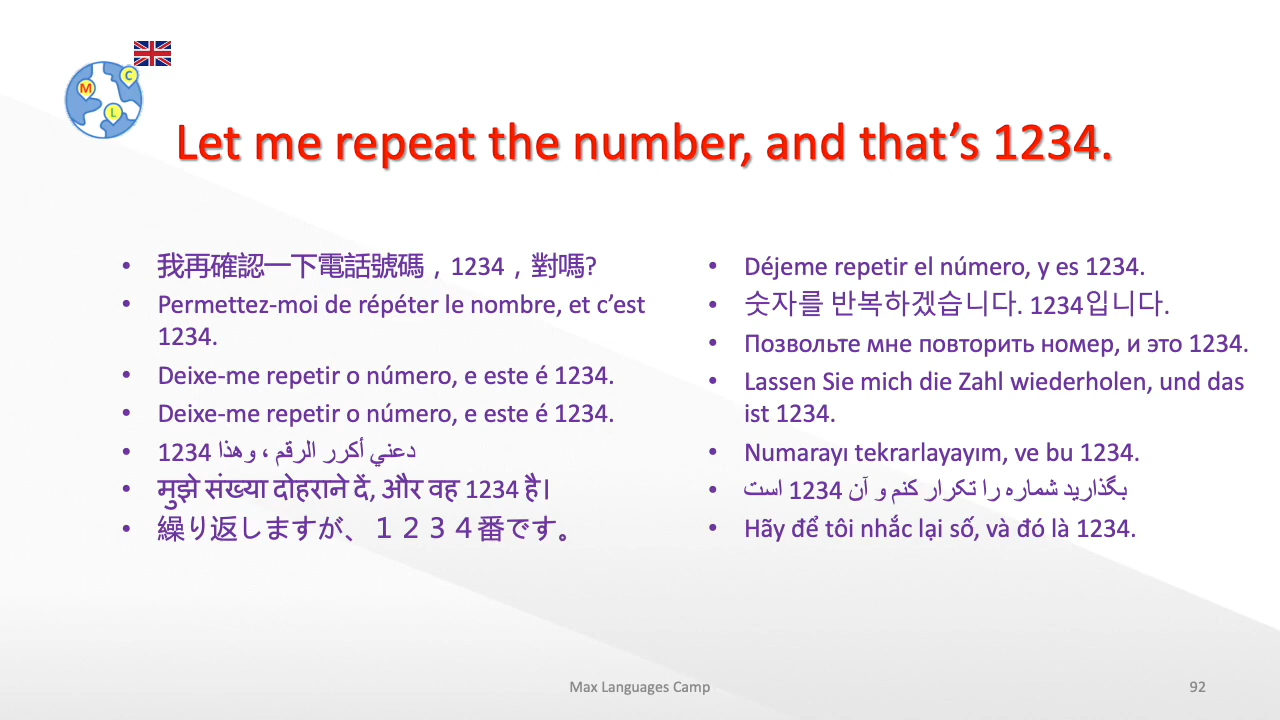 M
C
L
Let me repeat the number, and that’s 1234.
• 我再確認一下電話號碼，1234，對嗎?
• Permettez-moi de répéter le nombre, et c’est
1234.
• Deixe-me repetir o número, e este é 1234.
• Deixe-me repetir o número, e este é 1234.
• دعني أكرر الرقم ، وهذا 1234
• मुझे संख्या दोहराने दें, और वह 1234 है।
• 繰り返しますが、１２３４番です。
• Déjeme repetir el número, y es 1234.
• 숫자를 반복하겠습니다. 1234입니다.
• Позвольте мне повторить номер, и это 1234.
• Lassen Sie mich die Zahl wiederholen, und das
ist 1234.
• Numarayı tekrarlayayım, ve bu 1234.
• بگذارید شماره را تکرار کنم و آن 1234 است
• Hãy để tôi nhắc lại số, và đó là 1234.
Max Languages Camp
92